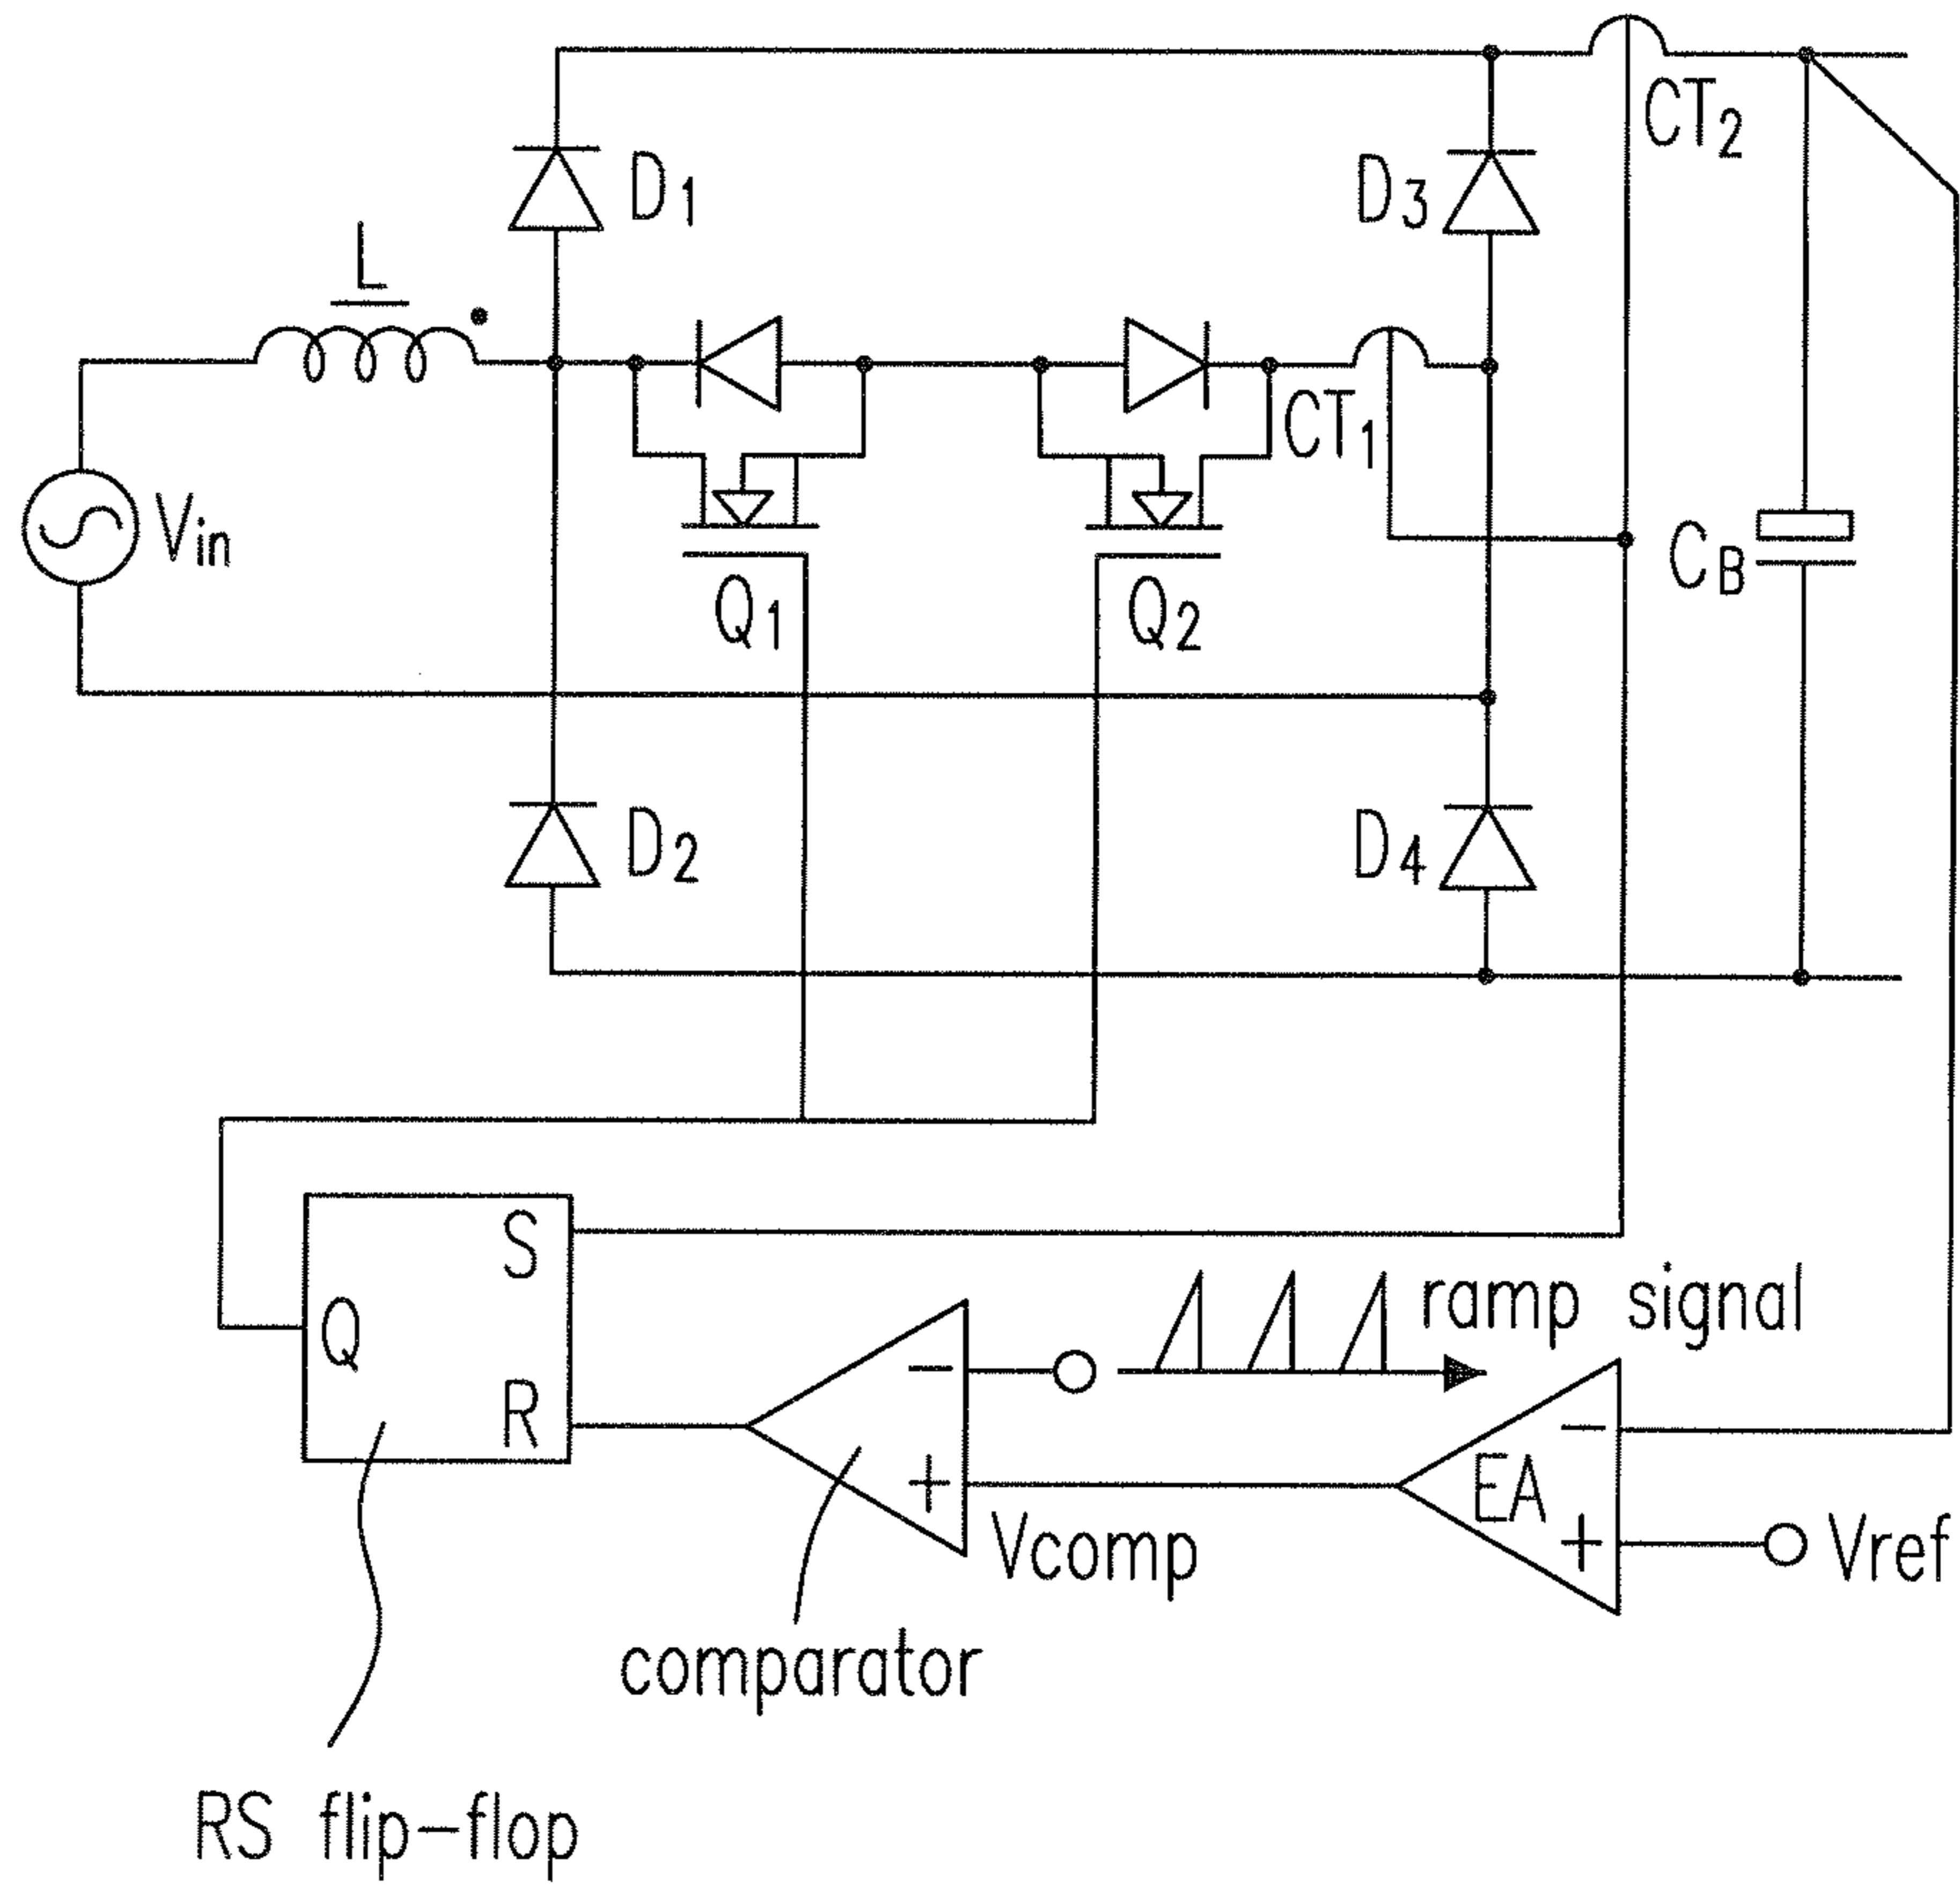 CT2
D1
D3
L
CT1
Vin
CB
Q1
Q2
D2
D4
S
Q
R
ramp signal
−
+
−
EA
+
Vcomp
Vref
comparator
RS flip-flop